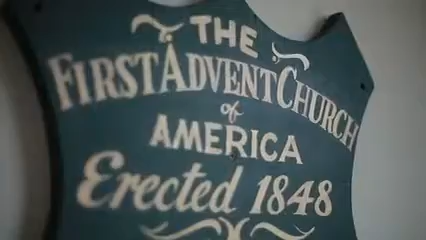 THE
FIRST ADVENT CHURCH
of
AMERICA
Erected 1848